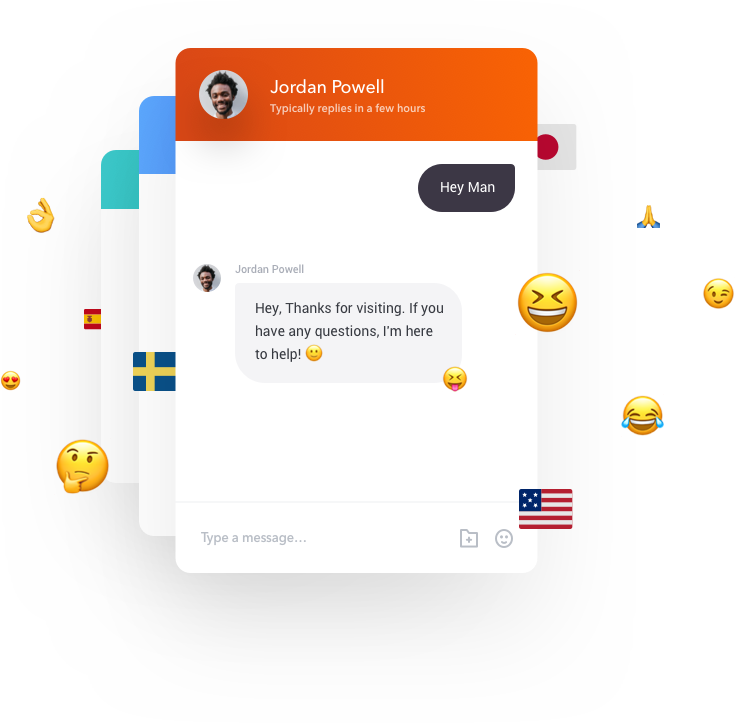 Jordan Powell
Typically replies in a few hours
Hey Man
Jordan Powell
Hey, Thanks for visiting. If you
have any questions, I'm here
to help! 🙂
Type a message...